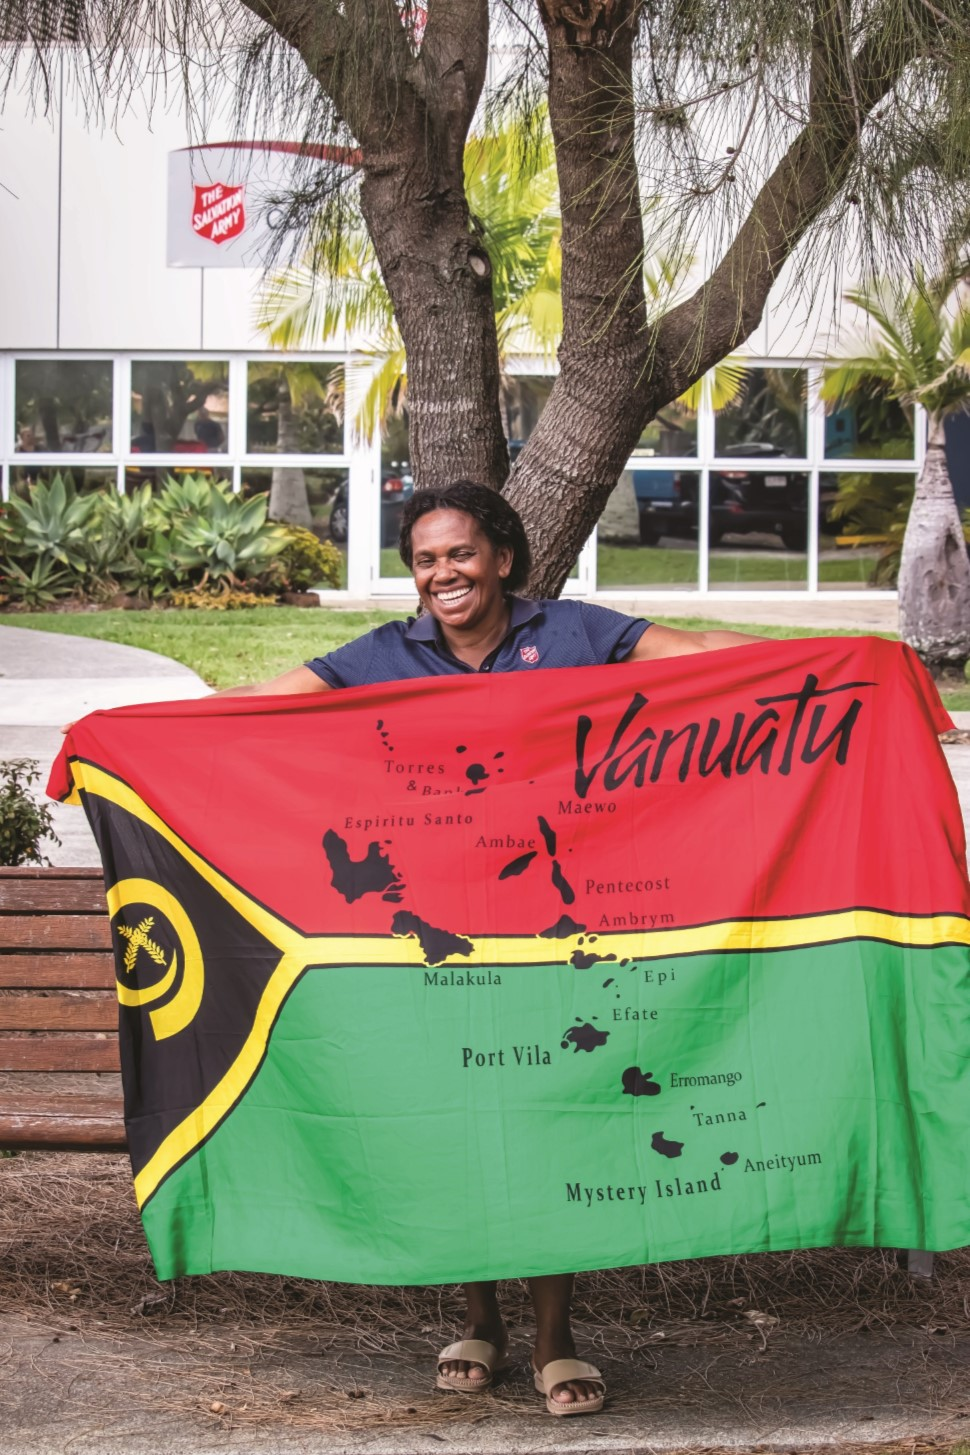 THE
SALVATION
ARMY
Vanuatu
Torres
&
Maewo
Espiritu Santo
Ambae
Pentecost
Ambrym
Malakula
Epi
Efate
Port Vila
Erromango
Tanna
Aneityum
Mystery Island